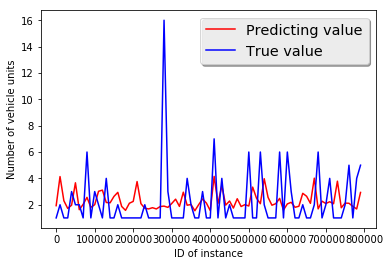 16
14
12
10
8
6
4
2
Number of vehicle units
Predicting value
True value
0 100000 200000 300000 400000 500000 600000 700000 800000
ID of instance